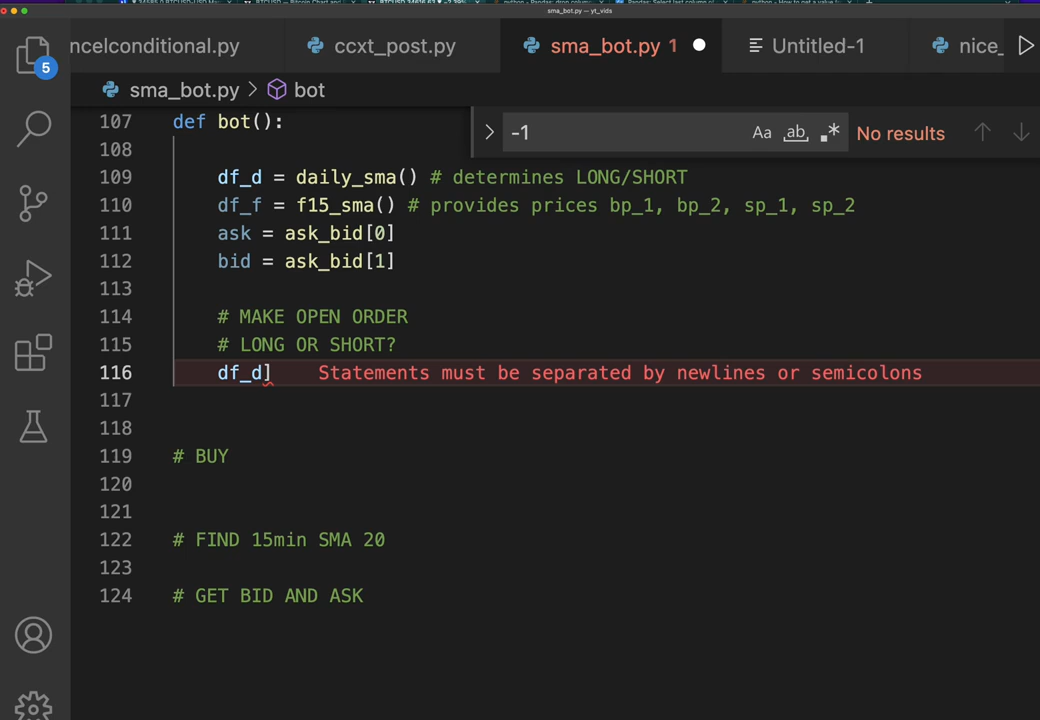 sma_bot.py — yt_vids
ncelconditional.py
ccxt_post.py
sma_bot.py 1
Untitled-1
nice_
5
sma_bot.py > bot
-1
Aa ab .*
No results
107 def bot():
108
109 df_d = daily_sma() # determines LONG/SHORT
110 df_f = f15_sma() # provides prices bp_1, bp_2, sp_1, sp_2
111 ask = ask_bid[0]
112 bid = ask_bid[1]
113
114 # MAKE OPEN ORDER
115 # LONG OR SHORT?
116 df_d] Statements must be separated by newlines or semicolons
117
118
119 # BUY
120
121
122 # FIND 15min SMA 20
123
124 # GET BID AND ASK